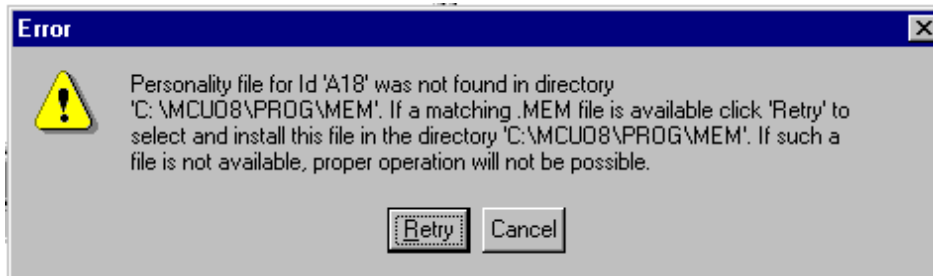 Error
Personality file for Id 'A18' was not found in directory
'C: \MCU08\PROG\MEM'. If a matching .MEM file is available click 'Retry' to
select and install this file in the directory 'C:\MCU08\PROG\MEM'. If such a
file is not available, proper operation will not be possible.
Retry Cancel